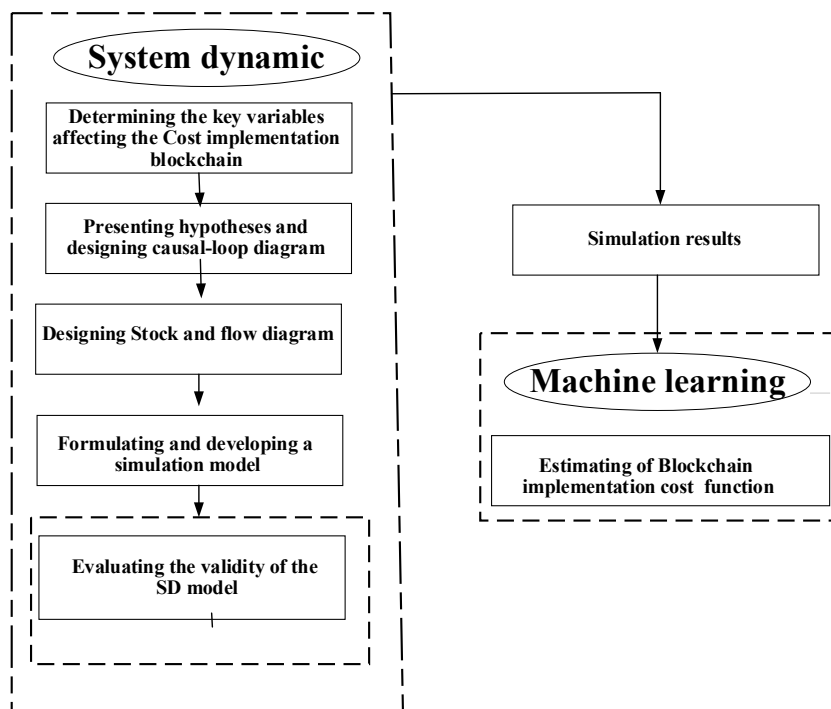 System dynamic
Determining the key variables
affecting the Cost implementation
blockchain
Presenting hypotheses and
designing causal-loop diagram
Designing Stock and flow diagram
Formulating and developing a
simulation model
Evaluating the validity of the
SD model
Simulation results
Machine learning
Estimating of Blockchain
implementation cost function